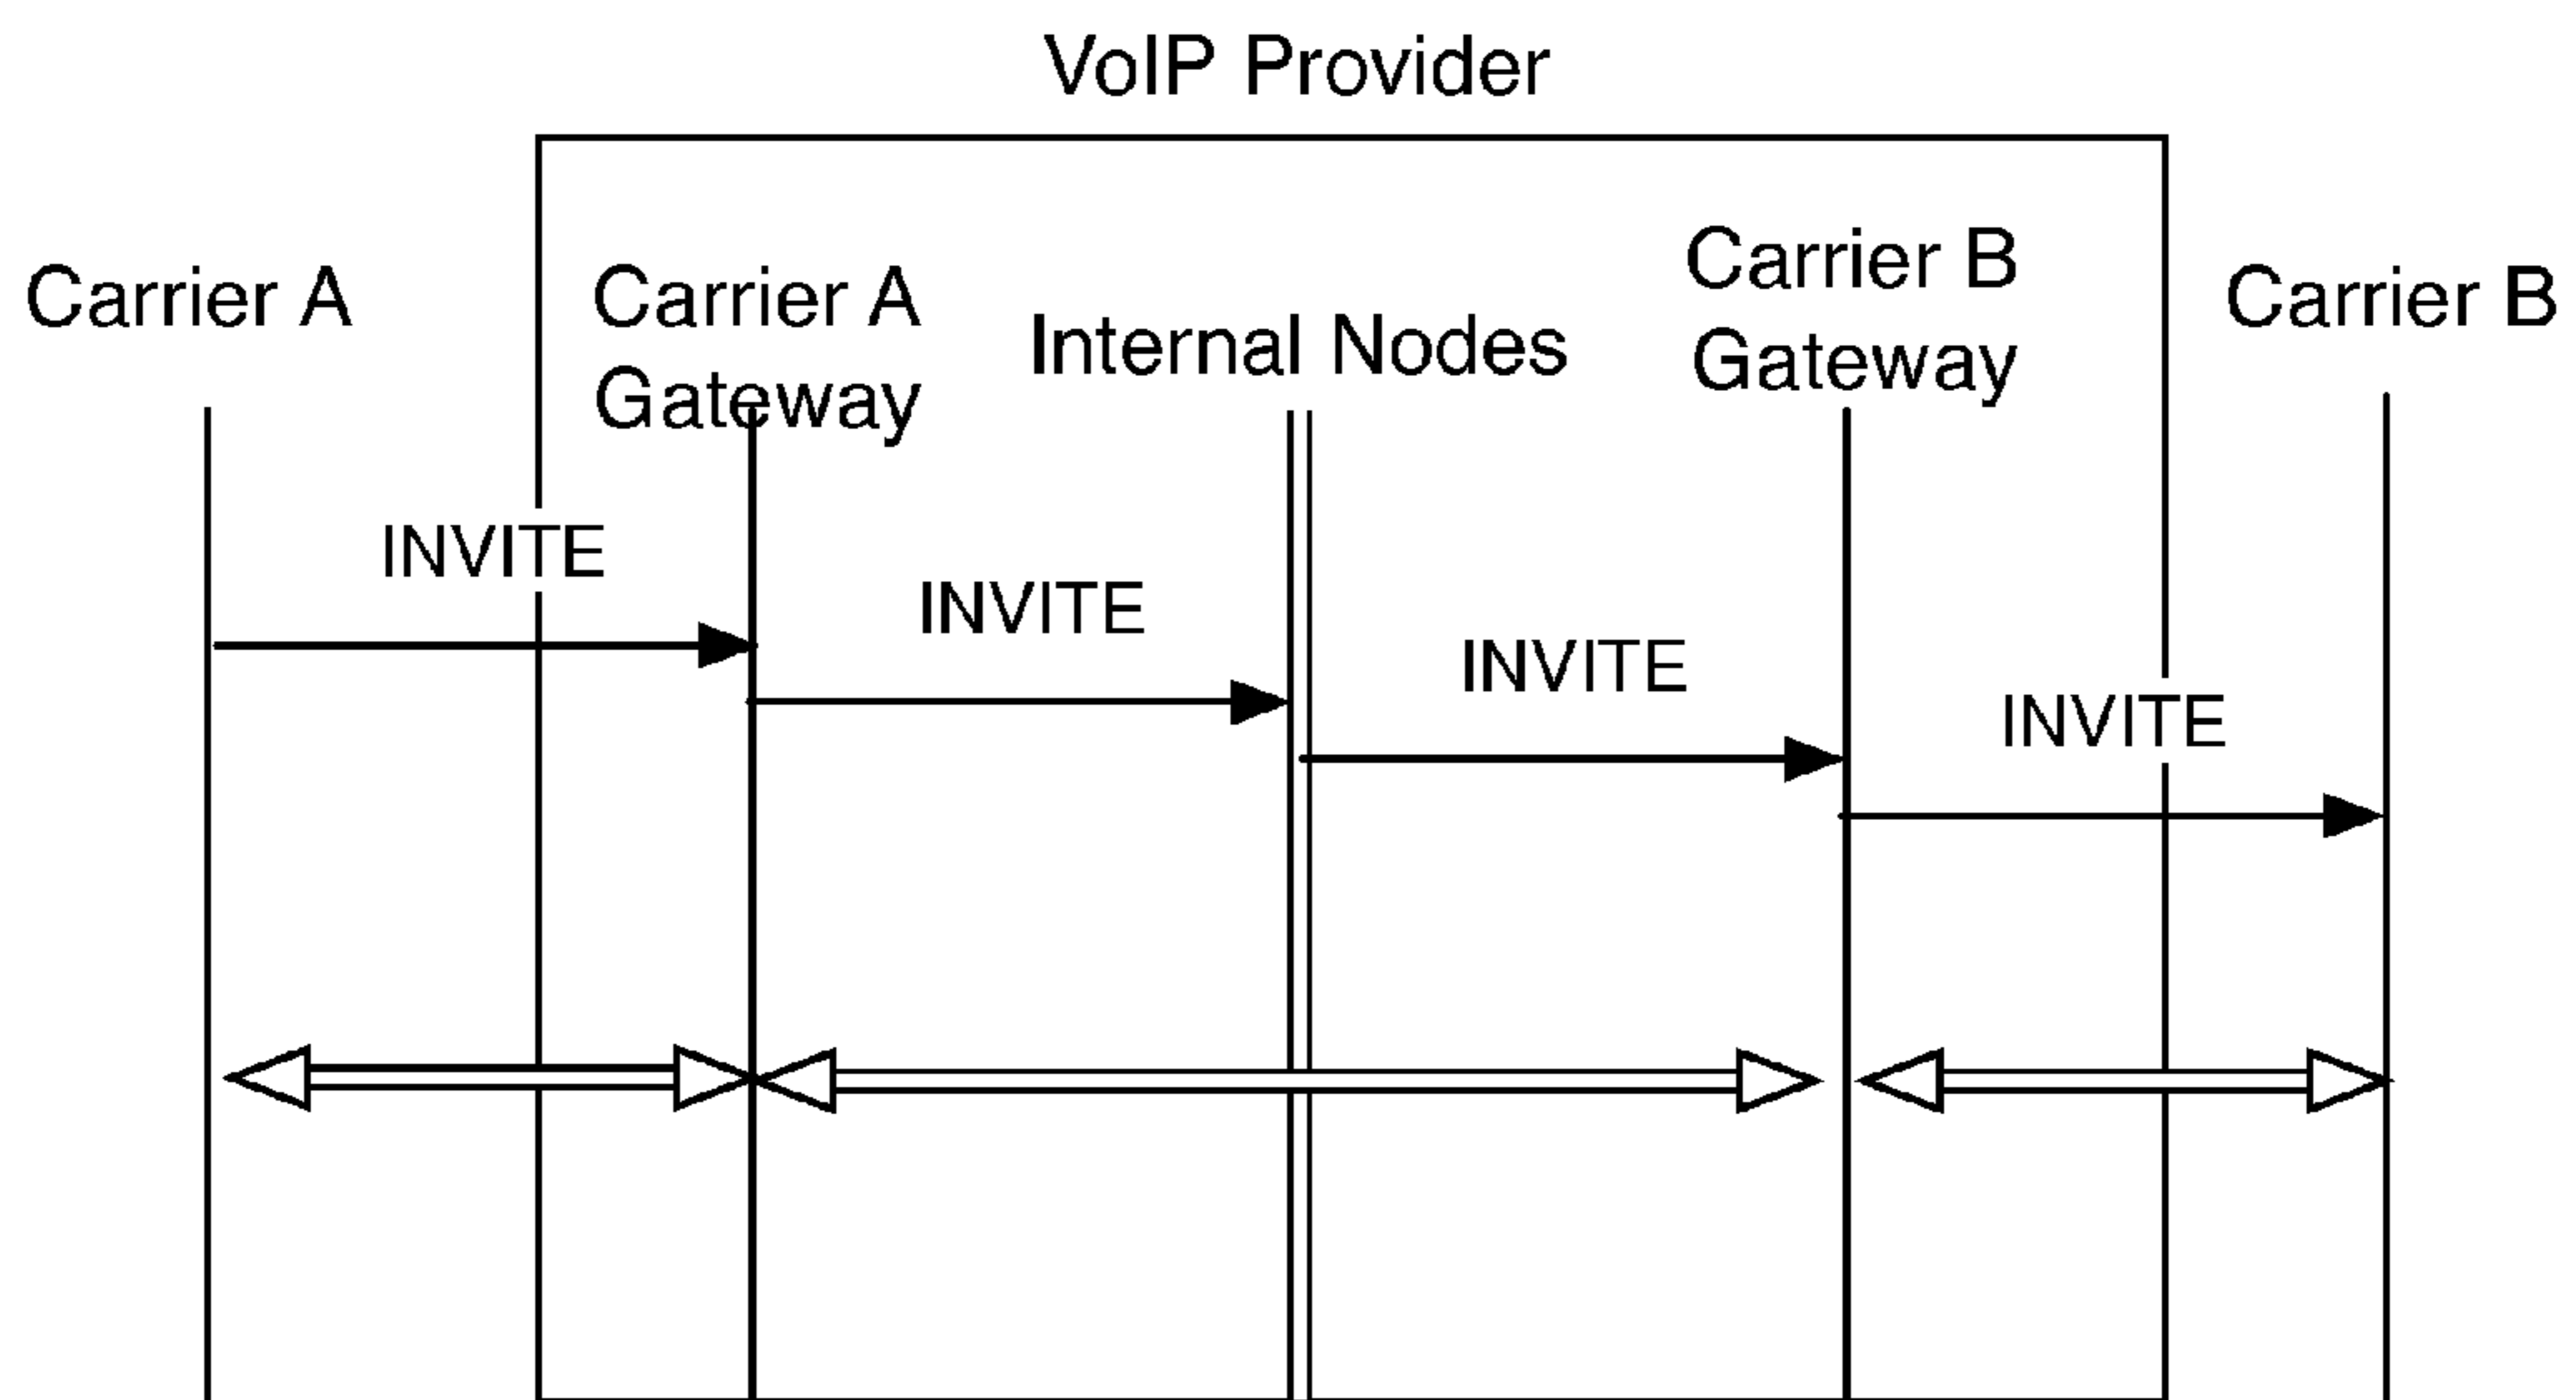 VoIP Provider
Carrier A
Carrier A
Gateway
Internal Nodes
Carrier B
Gateway
Carrier B
INVITE
INVITE
INVITE
INVITE